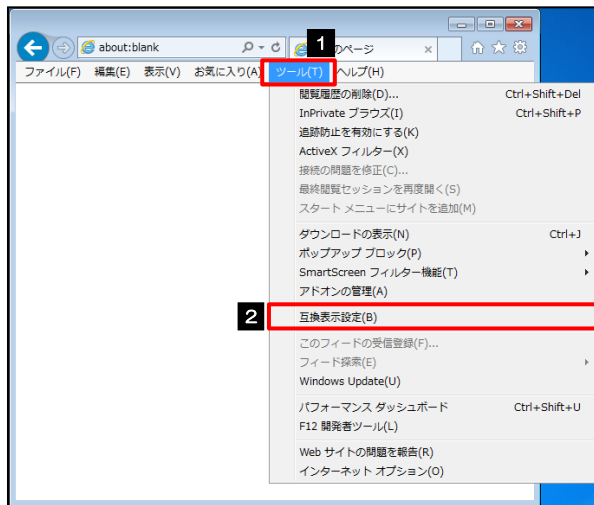 about:blank
1
のページ
ファイル(F) 編集(E) 表示(V) お気に入り(A) ツール(T) ヘルプ(H)
閲覧履歴の削除(D)... Ctrl+Shift+Del
InPrivate ブラウズ(I) Ctrl+Shift+P
追跡防止を有効にする(K)
ActiveX フィルター(X)
接続の問題を修正(C)...
最終閲覧セッションを再度開く(S)
スタート メニューにサイトを追加(M)
ダウンロードの表示(N) Ctrl+J
ポップアップ ブロック(P)
SmartScreen フィルター機能(T)
アドオンの管理(A)
2 互換表示設定(B)
このフィードの受信登録(F)...
フィード探索(E)
Windows Update(U)
パフォーマンス ダッシュボード Ctrl+Shift+U
F12 開発者ツール(L)
Web サイトの問題を報告(R)
インターネット オプション(O)